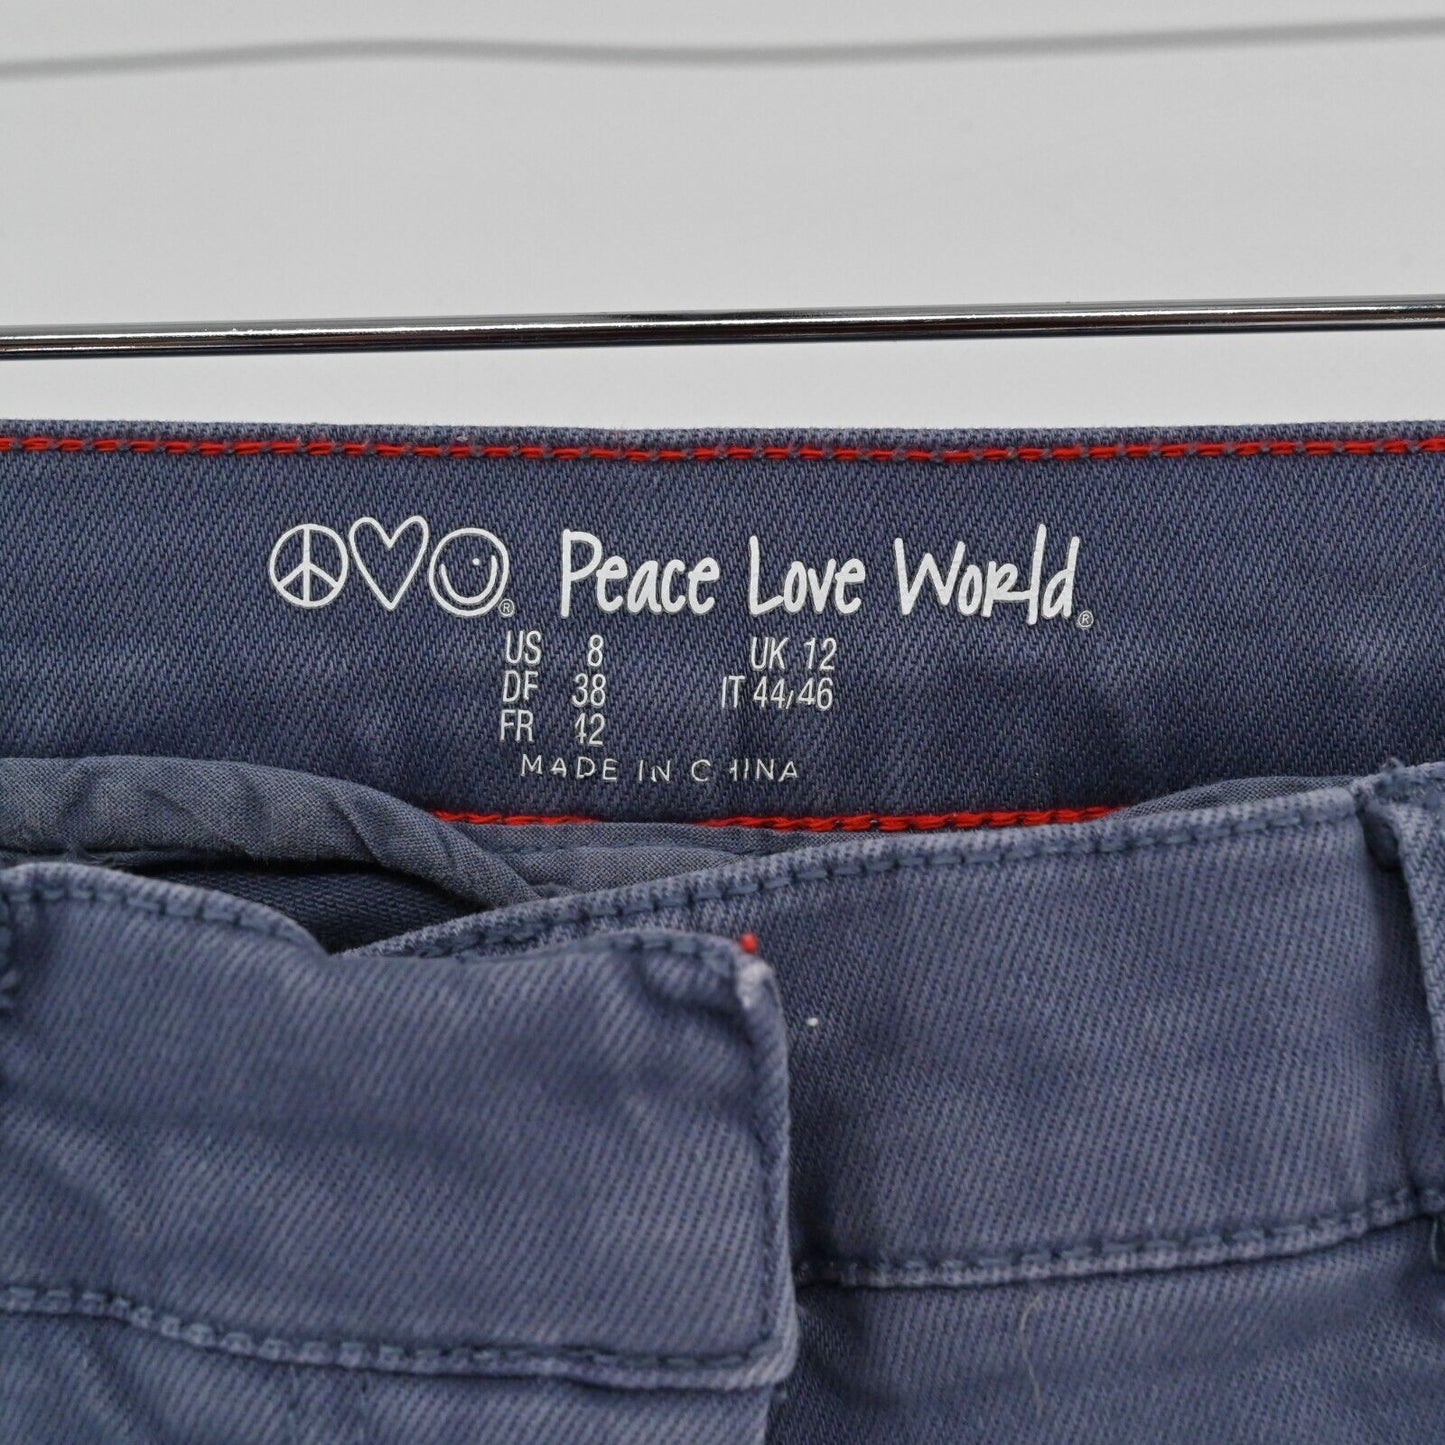 ® Peace Love World®
US 8 UK 12
DF 38 IT 44/46
FR 42
MADE IN CHINA